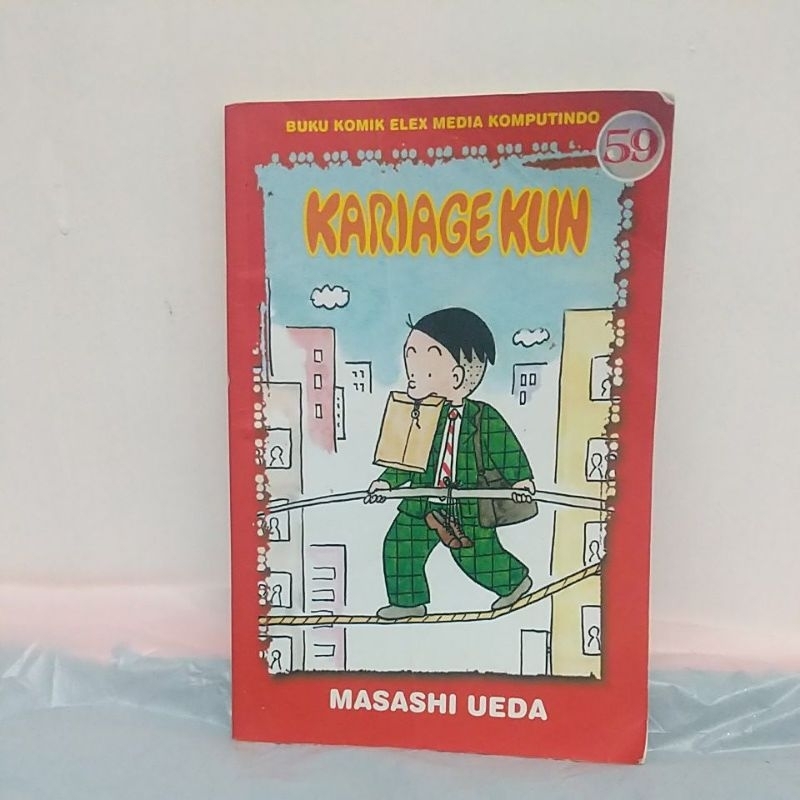 BUKU KOMIK ELEX MEDIA KOMPUTINDO
59
KARIAGE KUN
MASASHI UEDA